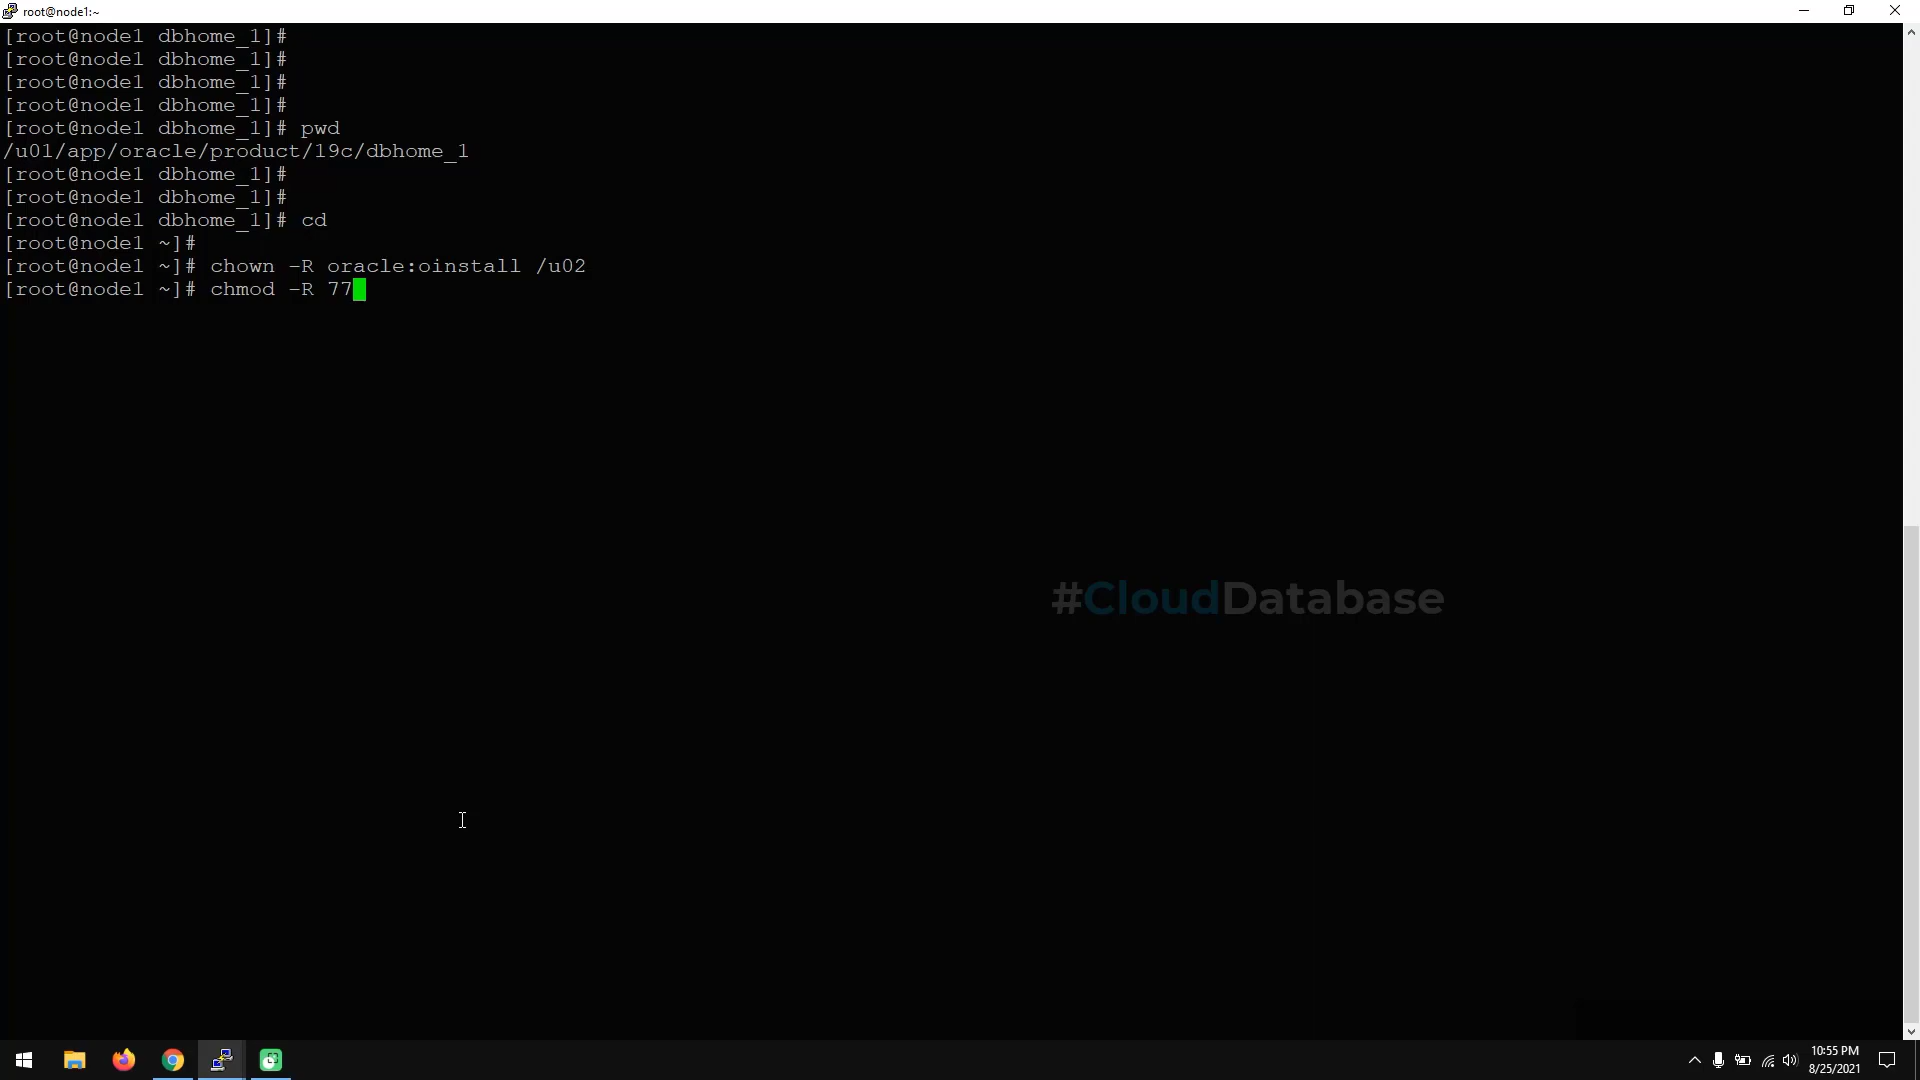 root@node1:~
[root@node1 dbhome_1]#
[root@node1 dbhome_1]#
[root@node1 dbhome_1]#
[root@node1 dbhome_1]#
[root@node1 dbhome_1]# pwd
/u01/app/oracle/product/19c/dbhome_1
[root@node1 dbhome_1]#
[root@node1 dbhome_1]#
[root@node1 dbhome_1]# cd
[root@node1 ~]#
[root@node1 ~]# chown -R oracle:oinstall /u02
[root@node1 ~]# chmod -R 77
#CloudDatabase
10:55 PM
8/25/2021